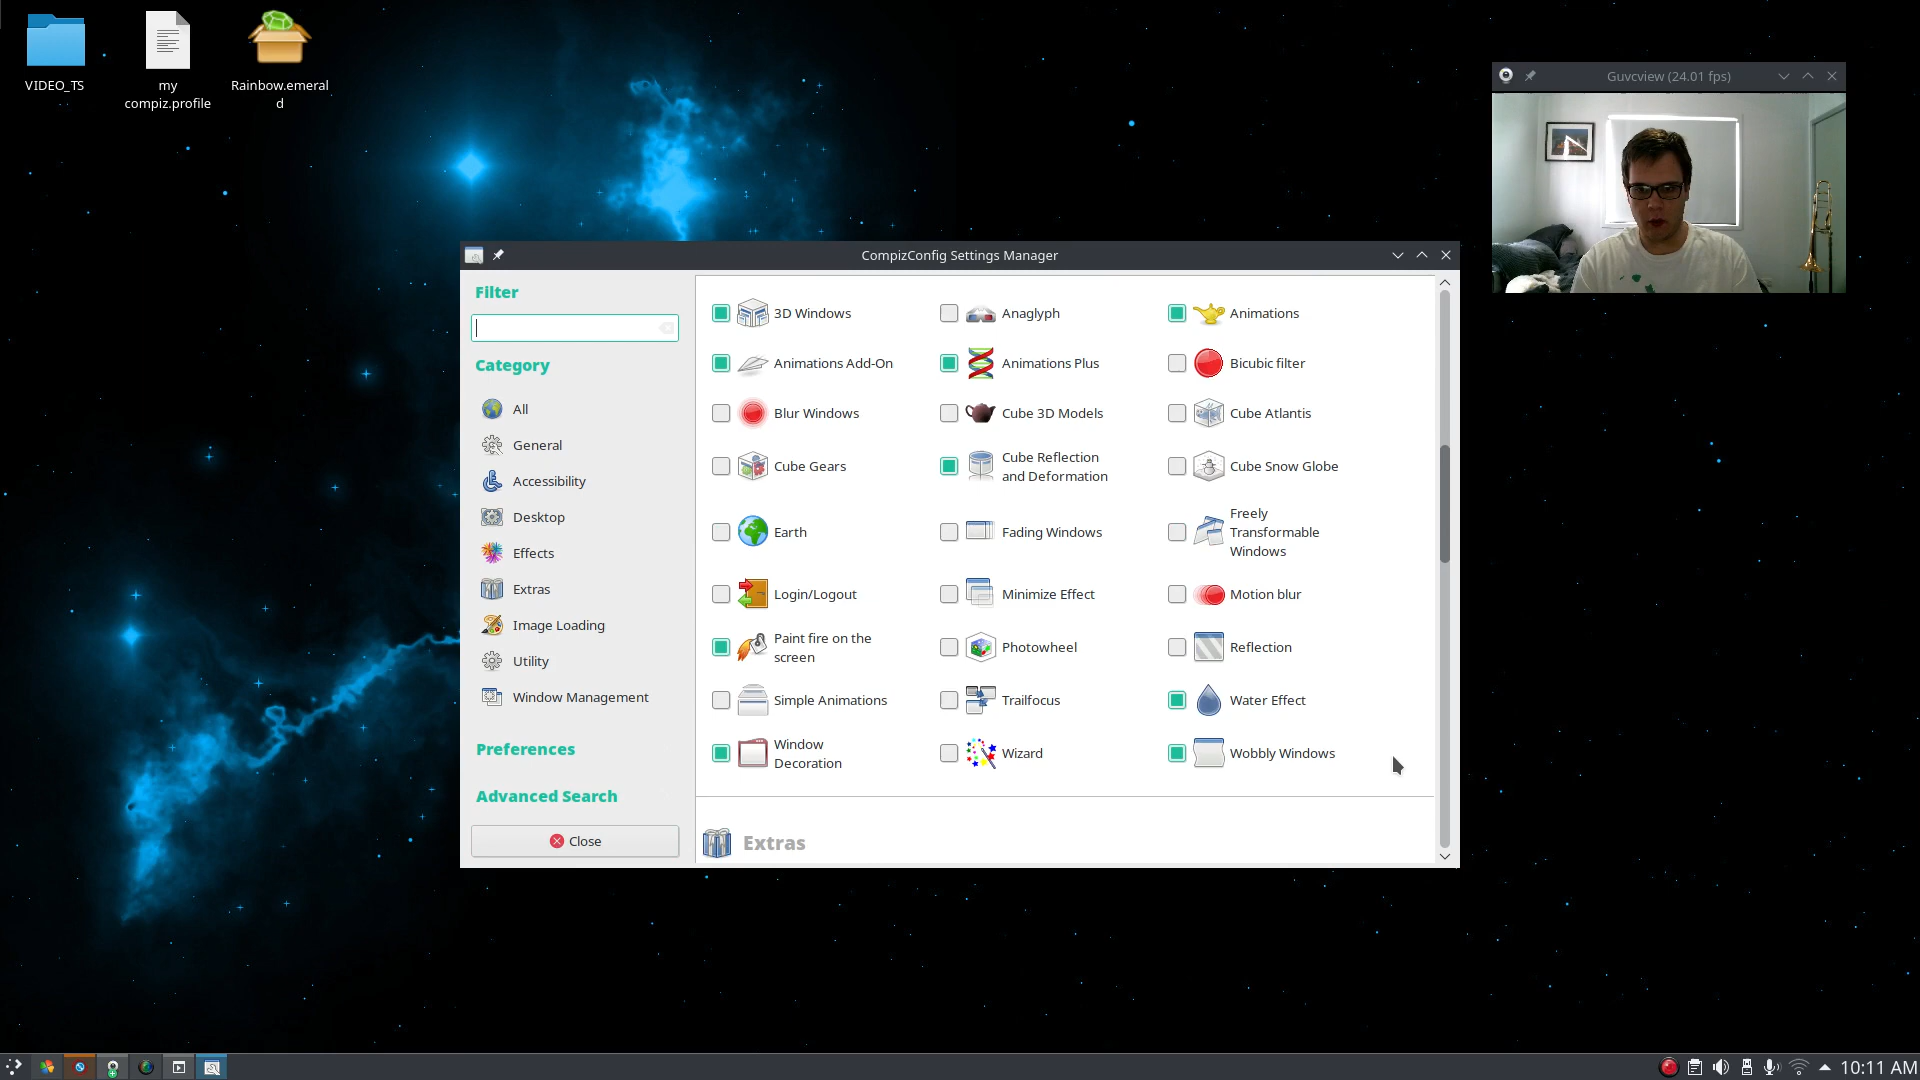 VIDEO_TS
my
compiz.profile
Rainbow.emeral
d
Guvcview (24.01 fps)
CompizConfig Settings Manager
Filter
Category
All
General
Accessibility
Desktop
Effects
Extras
Image Loading
Utility
Window Management
Preferences
Advanced Search
Close
3D Windows
Anaglyph
Animations
Animations Add-On
Animations Plus
Bicubic filter
Blur Windows
Cube 3D Models
Cube Atlantis
Cube Gears
Cube Reflection
and Deformation
Cube Snow Globe
Earth
Fading Windows
Freely
Transformable
Windows
Login/Logout
Minimize Effect
Motion blur
Paint fire on the
screen
Photowheel
Reflection
Simple Animations
Trailfocus
Water Effect
Window
Decoration
Wizard
Wobbly Windows
Extras
10:11 AM